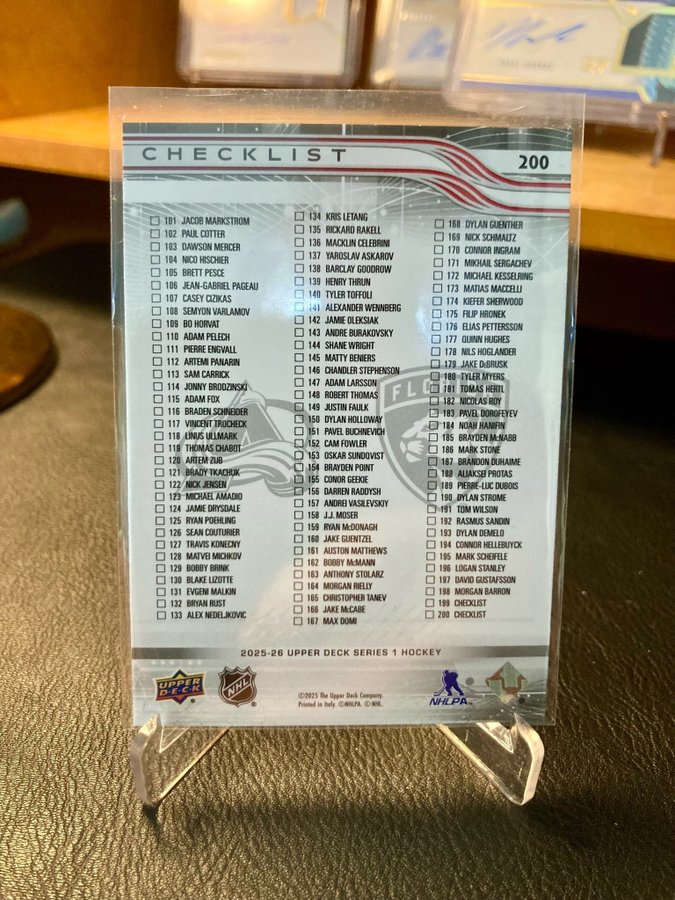 CHECKLIST
200
101 JACOB MARKSTROM
102 PAUL COTTER
103 DAWSON MERCER
104 NICO HISCHIER
105 BRETT PESCE
106 JEAN-GABRIEL PAGEAU
107 CASEY CIZIKAS
108 SEMYON VARLAMOV
109 BO HORVAT
110 ADAM PELECH
111 PIERRE ENGVALL
112 ARTEMI PANARIN
113 SAM CARRICK
114 JONNY BRODZINSKI
115 ADAM FOX
116 BRADEN SCHNEIDER
117 VINCENT TROCHECK
118 LINUS ULLMARK
119 THOMAS CHABOT
120 ARTEM ZUB
121 BRADY TKACHUK
122 NICK JENSEN
123 MICHAEL AMADIO
124 JAMIE DRYSDALE
125 RYAN POEHLING
126 SEAN COUTURIER
127 TRAVIS KONECNY
128 MATVEI MICHKOV
129 BOBBY BRINK
130 BLAKE LIZOTTE
131 EVGENI MALKIN
132 BRYAN RUST
133 ALEX NEDELJKOVIC
134 KRIS LETANG
135 RICKARD RAKELL
136 MACKLIN CELEBRINI
137 YAROSLAV ASKAROV
138 BARCLAY GOODROW
139 HENRY THRUN
140 TYLER TOFFOLI
141 ALEXANDER WENNBERG
142 JAMIE OLEKSIAK
143 ANDRE BURAKOVSKY
144 SHANE WRIGHT
145 MATTY BENIERS
146 CHANDLER STEPHENSON
147 ADAM LARSSON
148 ROBERT THOMAS
149 JUSTIN FAULK
150 DYLAN HOLLOWAY
151 PAVEL BUCHNEVICH
152 CAM FOWLER
153 OSKAR SUNDQVIST
154 BRAYDEN POINT
155 CONOR GEEKIE
156 DARREN RADDYSH
157 ANDREI VASILEVSKIY
158 J.J. MOSER
159 RYAN McDONAGH
160 JAKE GUENTZEL
161 AUSTON MATTHEWS
162 BOBBY McMANN
163 ANTHONY STOLARZ
164 MORGAN RIELLY
165 CHRISTOPHER TANEV
166 JAKE McCABE
167 MAX DOMI
168 DYLAN GUENTHER
169 NICK SCHMALTZ
170 CONNOR INGRAM
171 MIKHAIL SERGACHEV
172 MICHAEL KESSELRING
173 MATIAS MACCELLI
174 KIEFER SHERWOOD
175 FILIP HRONEK
176 ELIAS PETTERSSON
177 QUINN HUGHES
178 NILS HOGLANDER
179 JAKE DeBRUSK
180 TYLER MYERS
181 TOMAS HERTL
182 NICOLAS ROY
183 PAVEL DOROFEYEV
184 NOAH HANIFIN
185 BRAYDEN McNABB
186 MARK STONE
187 BRANDON DUHAIME
188 ALIAKSEI PROTAS
189 PIERRE-LUC DUBOIS
190 DYLAN STROME
191 TOM WILSON
192 RASMUS SANDIN
193 DYLAN DEMELO
194 CONNOR HELLEBUYCK
195 MARK SCHEIFELE
196 LOGAN STANLEY
197 DAVID GUSTAFSSON
198 MORGAN BARRON
199 CHECKLIST
200 CHECKLIST
2025-26 UPPER DECK SERIES 1 HOCKEY
UPPER DECK
NHL
©2025 The Upper Deck Company.
Printed in Italy. ©NHLPA. © NHL.
NHLPA